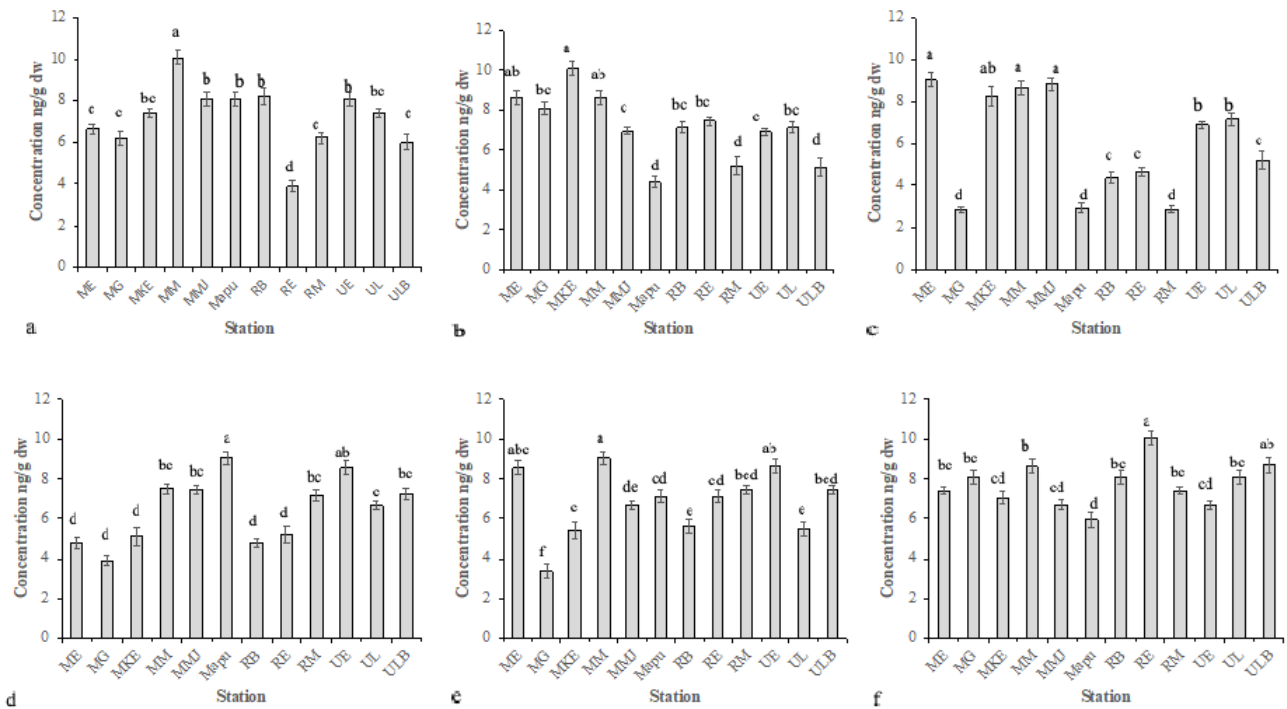 Concentration ng/g dw
12
10
8
6
4
2
0
c c bc a b b b d c b bc c
ME MG MKE MM MMJ Mapu RB RE RM UE UL ULB
Station
a
Concentration ng/g dw
12
10
8
6
4
2
0
ab bc a ab c d bc bc d c bc d
ME MG MKE MM MMJ Mapu RB RE RM UE UL ULB
Station
b
Concentration ng/g dw
12
10
8
6
4
2
0
a d ab a a d c c d b b c
ME MG MKE MM MMJ Mapu RB RE RM UE UL ULB
Station
c
Concentration ng/g dw
12
10
8
6
4
2
0
d d d bc bc a d d bc ab c bc
ME MG MKE MM MMJ Mapu RB RE RM UE UL ULB
Station
d
Concentration ng/g dw
12
10
8
6
4
2
0
abc f e a de cd e cd bcd ab e bcd
ME MG MKE MM MMJ Mapu RB RE RM UE UL ULB
Station
e
Concentration ng/g dw
12
10
8
6
4
2
0
bc bc cd b cd d bc a bc cd bc ab
ME MG MKE MM MMJ Mapu RB RE RM UE UL ULB
Station
f